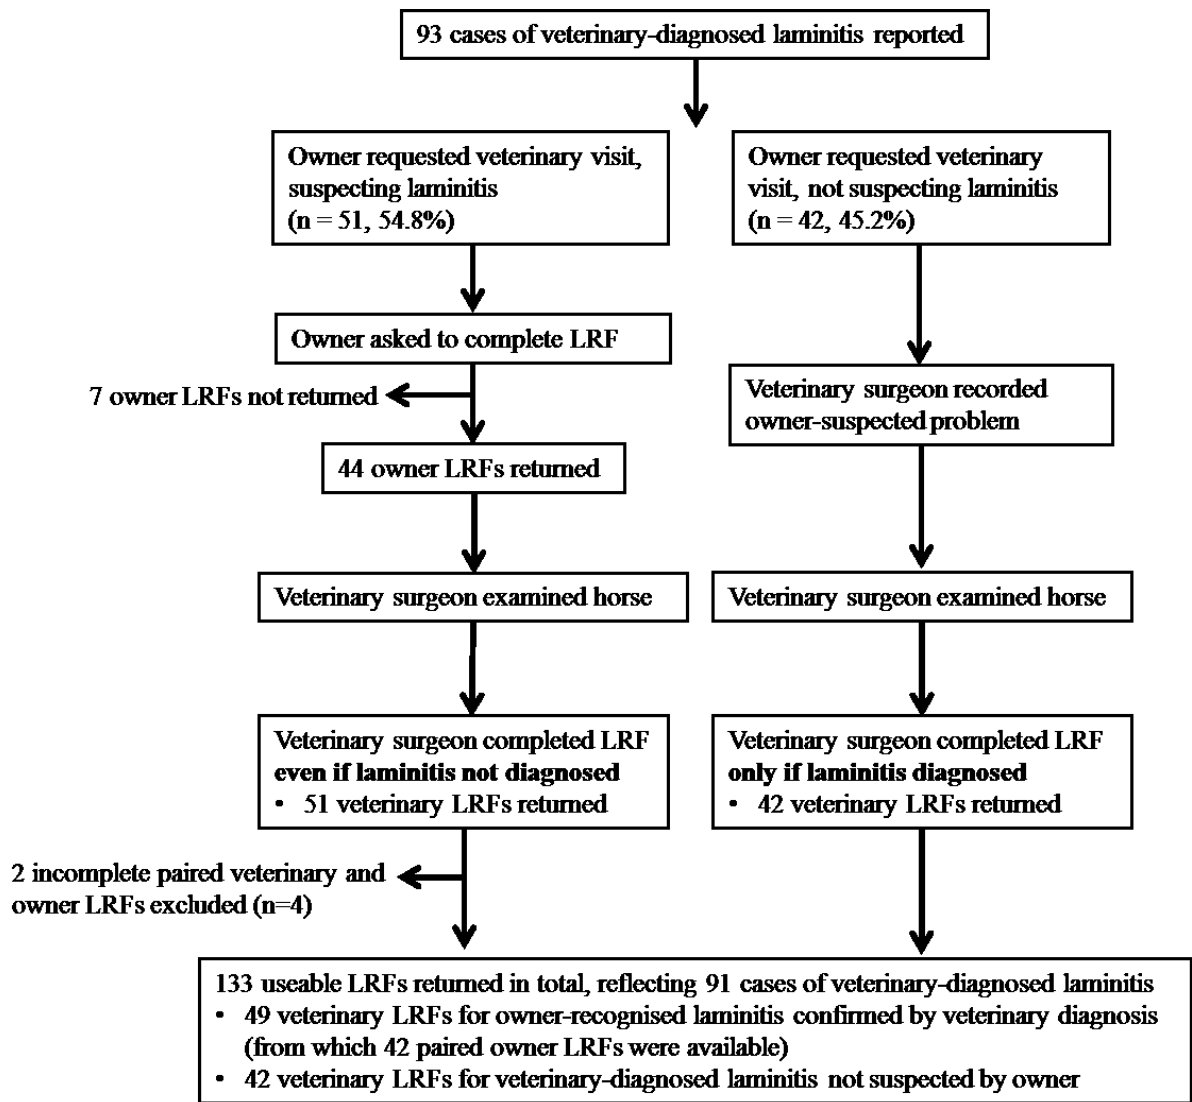 93 cases of veterinary-diagnosed laminitis reported
Owner requested veterinary visit,
suspecting laminitis
(n = 51, 54.8%)
Owner requested veterinary
visit, not suspecting laminitis
(n = 42, 45.2%)
Owner asked to complete LRF
7 owner LRFs not returned
Veterinary surgeon recorded
owner-suspected problem
44 owner LRFs returned
Veterinary surgeon examined horse
Veterinary surgeon examined horse
Veterinary surgeon completed LRF
even if laminitis not diagnosed
• 51 veterinary LRFs returned
Veterinary surgeon completed LRF
only if laminitis diagnosed
• 42 veterinary LRFs returned
2 incomplete paired veterinary and
owner LRFs excluded (n=4)
133 useable LRFs returned in total, reflecting 91 cases of veterinary-diagnosed laminitis
• 49 veterinary LRFs for owner-recognised laminitis confirmed by veterinary diagnosis
(from which 42 paired owner LRFs were available)
• 42 veterinary LRFs for veterinary-diagnosed laminitis not suspected by owner